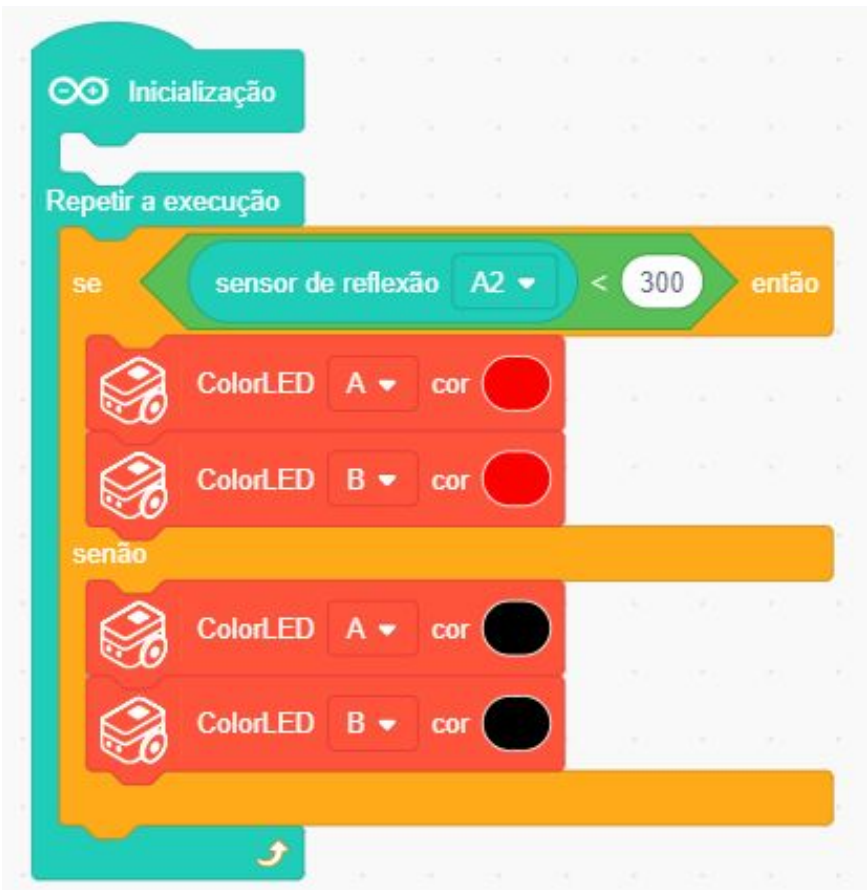 Inicialização
Repetir a execução
se sensor de reflexão A2 < 300 então
ColorLED A cor
ColorLED B cor
senão
ColorLED A cor
ColorLED B cor